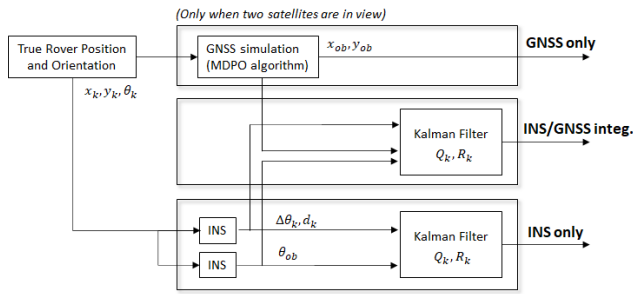 (Only when two satellites are in view)
True Rover Position
and Orientation
GNSS simulation
(MDPO algorithm)
x_ob, y_ob
GNSS only
x_k, y_k, θ_k
Kalman Filter
Q_k, R_k
INS/GNSS integ.
INS
Δθ_k, d_k
Kalman Filter
Q_k, R_k
INS only
INS
θ_ob